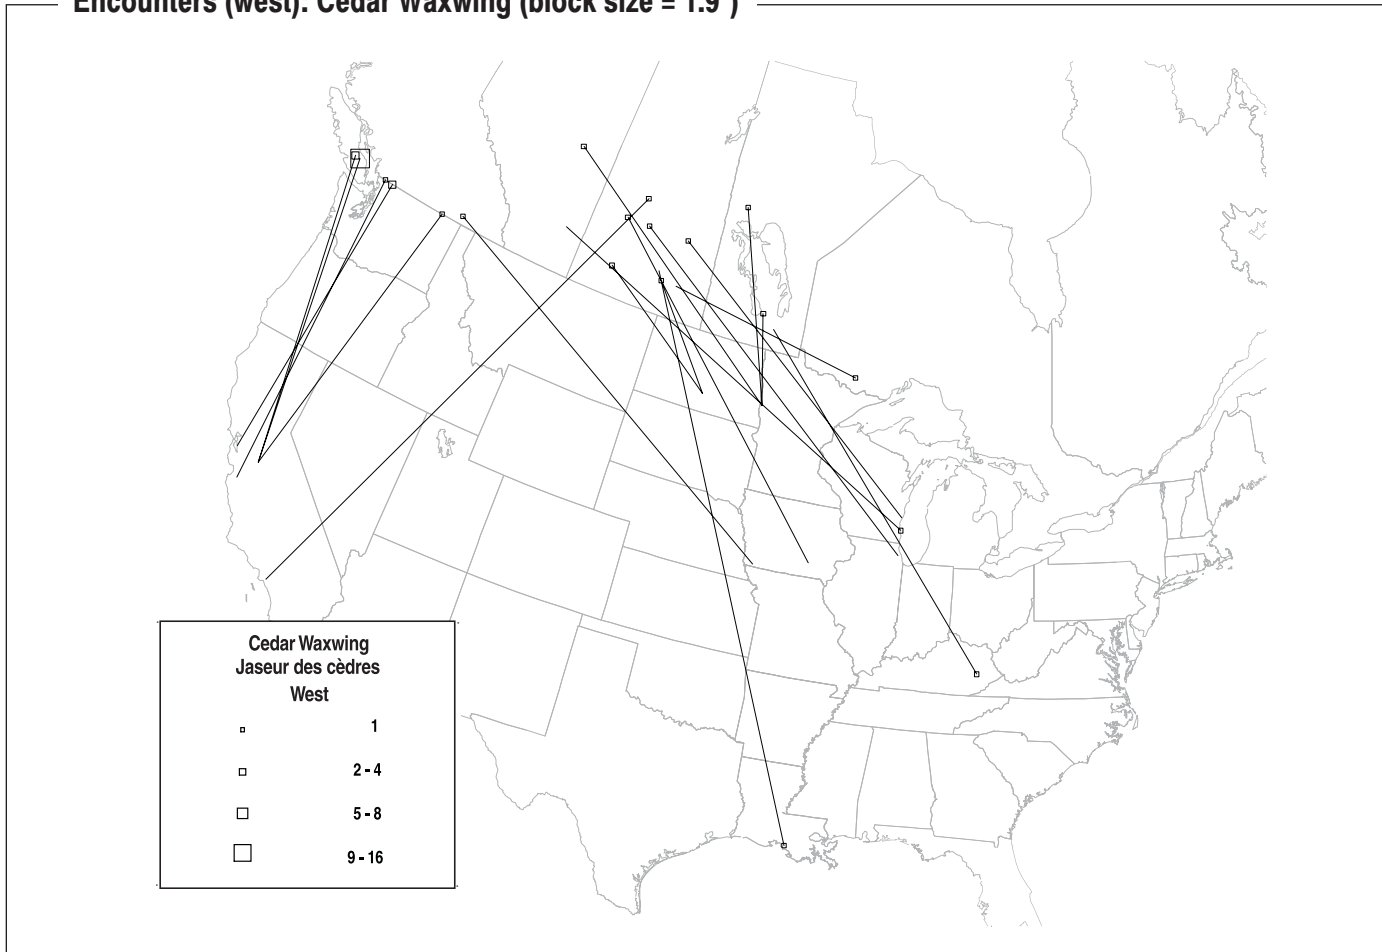 Encounters (west): Cedar Waxwing (block size = 1.9°)
Cedar Waxwing
Jaseur des cèdres
West
1
2 - 4
5 - 8
9 - 16